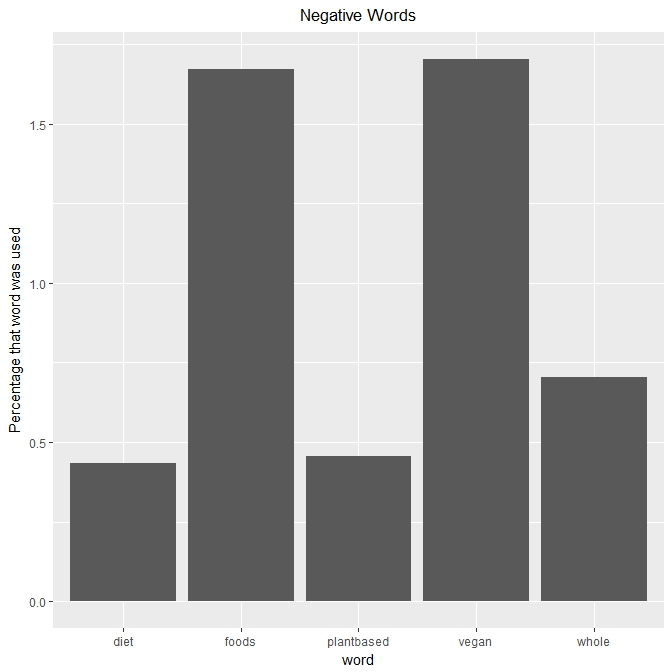 Negative Words
Percentage that word was used
1.5
1.0
0.5
0.0
diet foods plantbased vegan whole
word